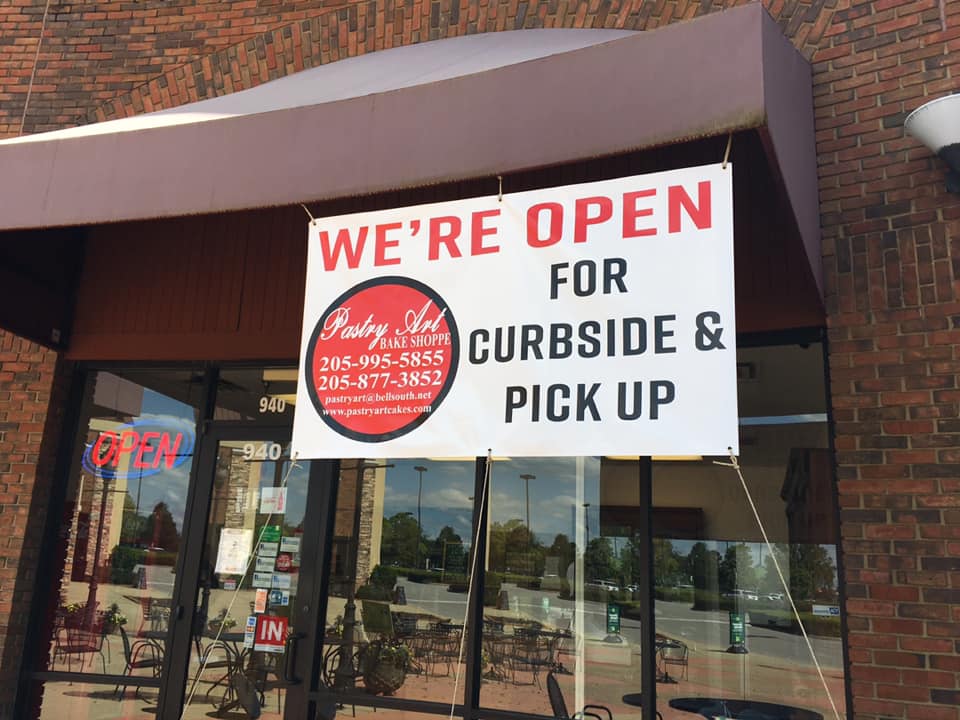 WE'RE OPEN
FOR
CURBSIDE &
PICK UP
Pastry Art
BAKE SHOPPE
205-995-5855
205-877-3852
pastryart@bellsouth.net
www.pastryartcakes.com
940
940
OPEN
IN